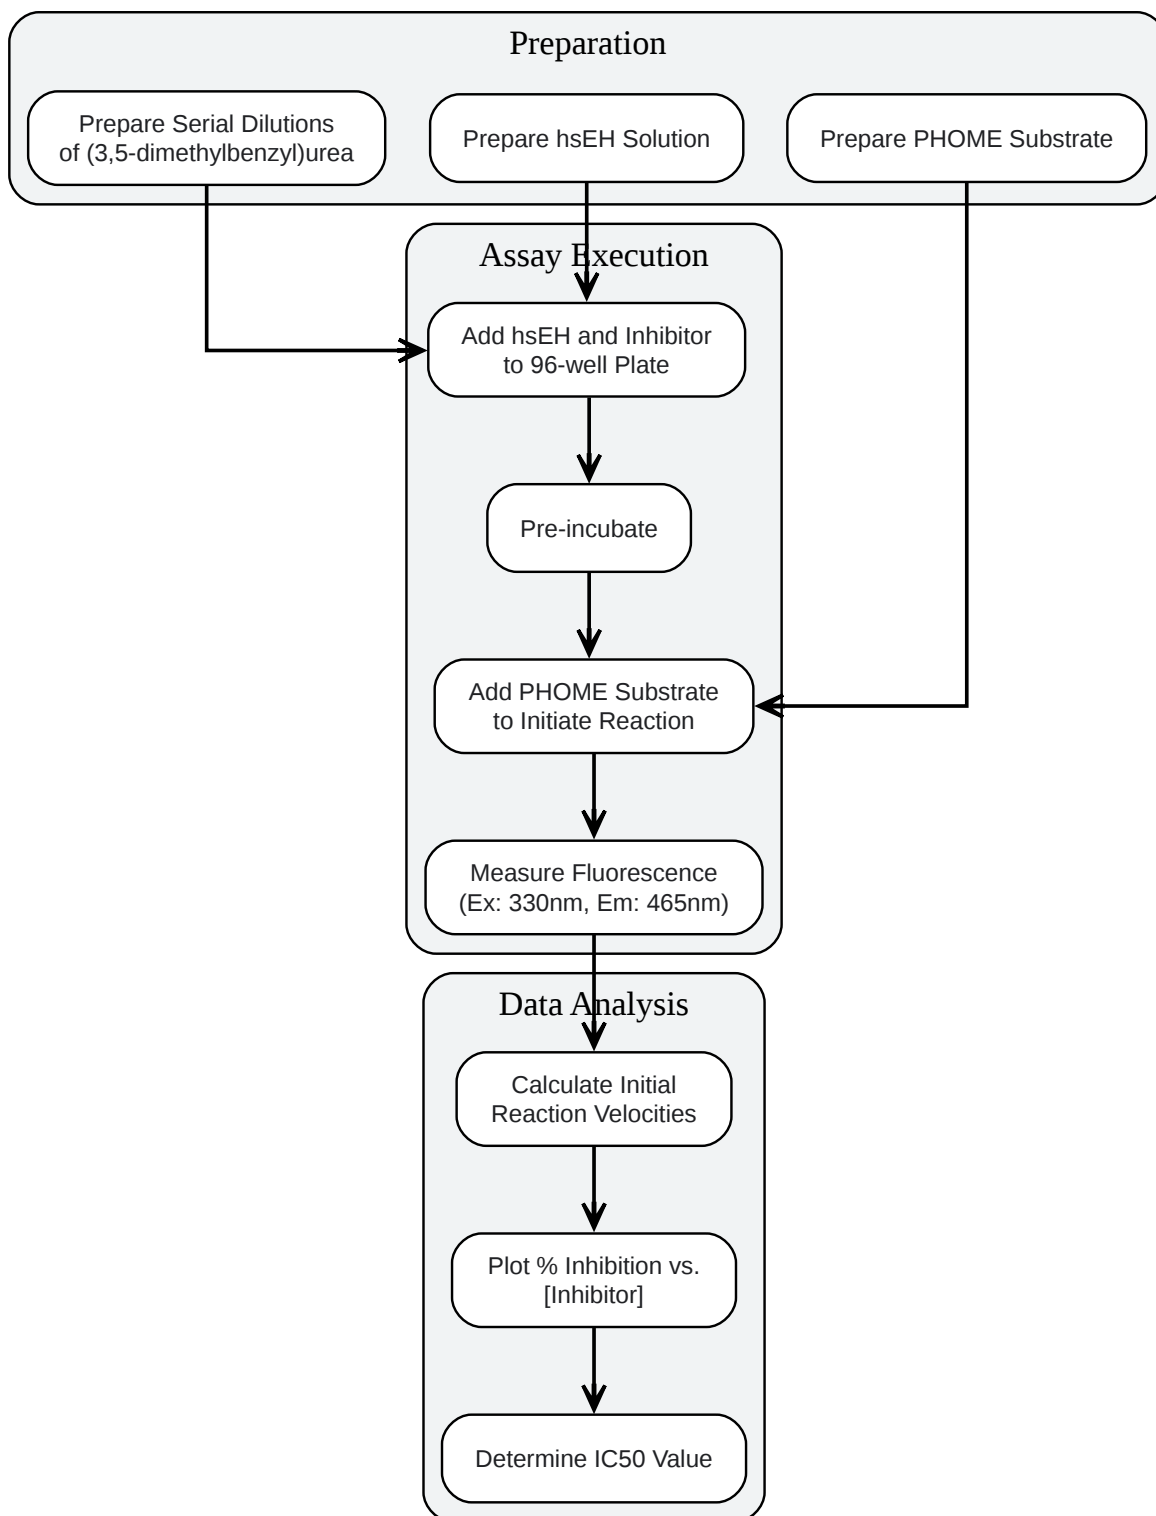 Preparation
Prepare Serial Dilutions
of (3,5-dimethylbenzyl)urea
Prepare hsEH Solution
Prepare PHOME Substrate
Assay Execution
Add hsEH and Inhibitor
to 96-well Plate
Pre-incubate
Add PHOME Substrate
to Initiate Reaction
Measure Fluorescence
(Ex: 330nm, Em: 465nm)
Data Analysis
Calculate Initial
Reaction Velocities
Plot % Inhibition vs.
[Inhibitor]
Determine IC50 Value